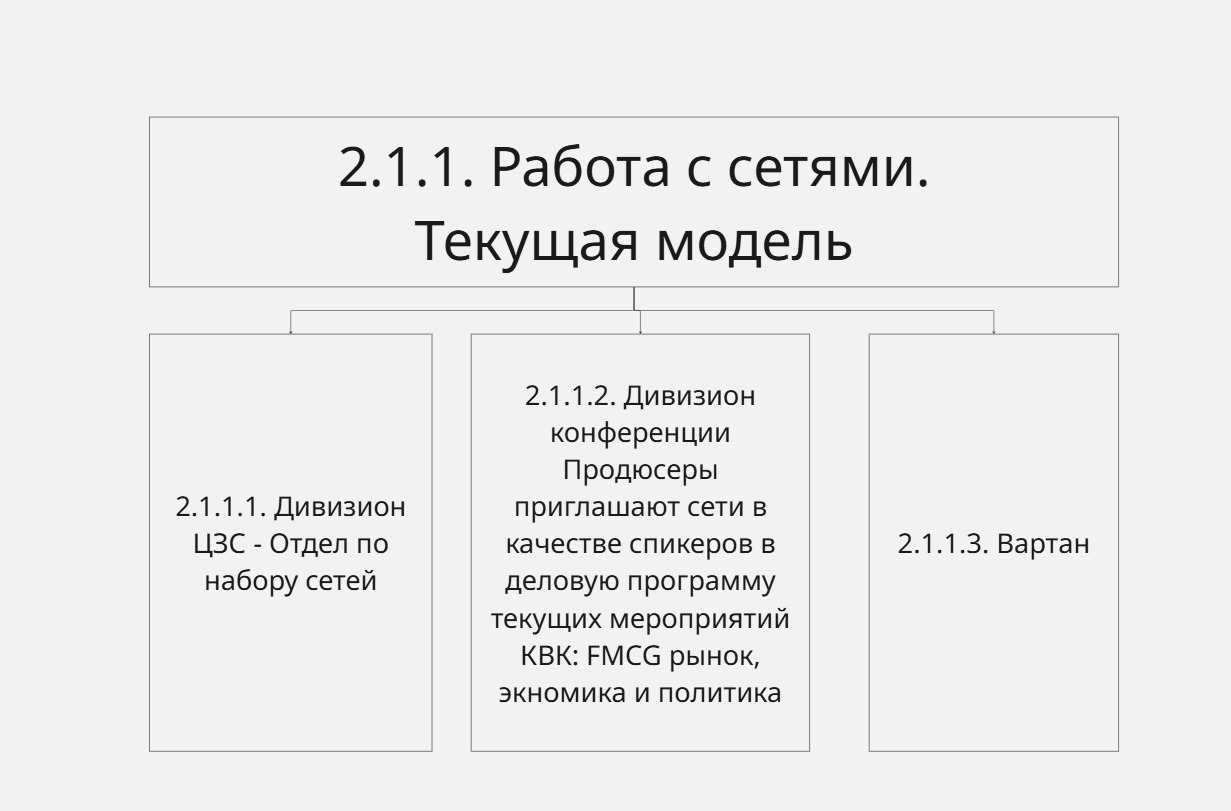 2.1.1. Работа с сетями.
Текущая модель
2.1.1.1. Дивизион
ЦЗС - Отдел по
набору сетей
2.1.1.2. Дивизион
конференции
Продюсеры
приглашают сети в
качестве спикеров в
деловую программу
текущих мероприятий
КВК: FMCG рынок,
экномика и политика
2.1.1.3. Вартан